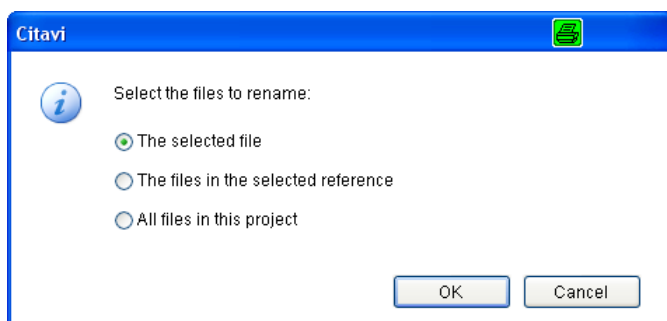 Citavi
Select the files to rename:
The selected file
The files in the selected reference
All files in this project
OK
Cancel